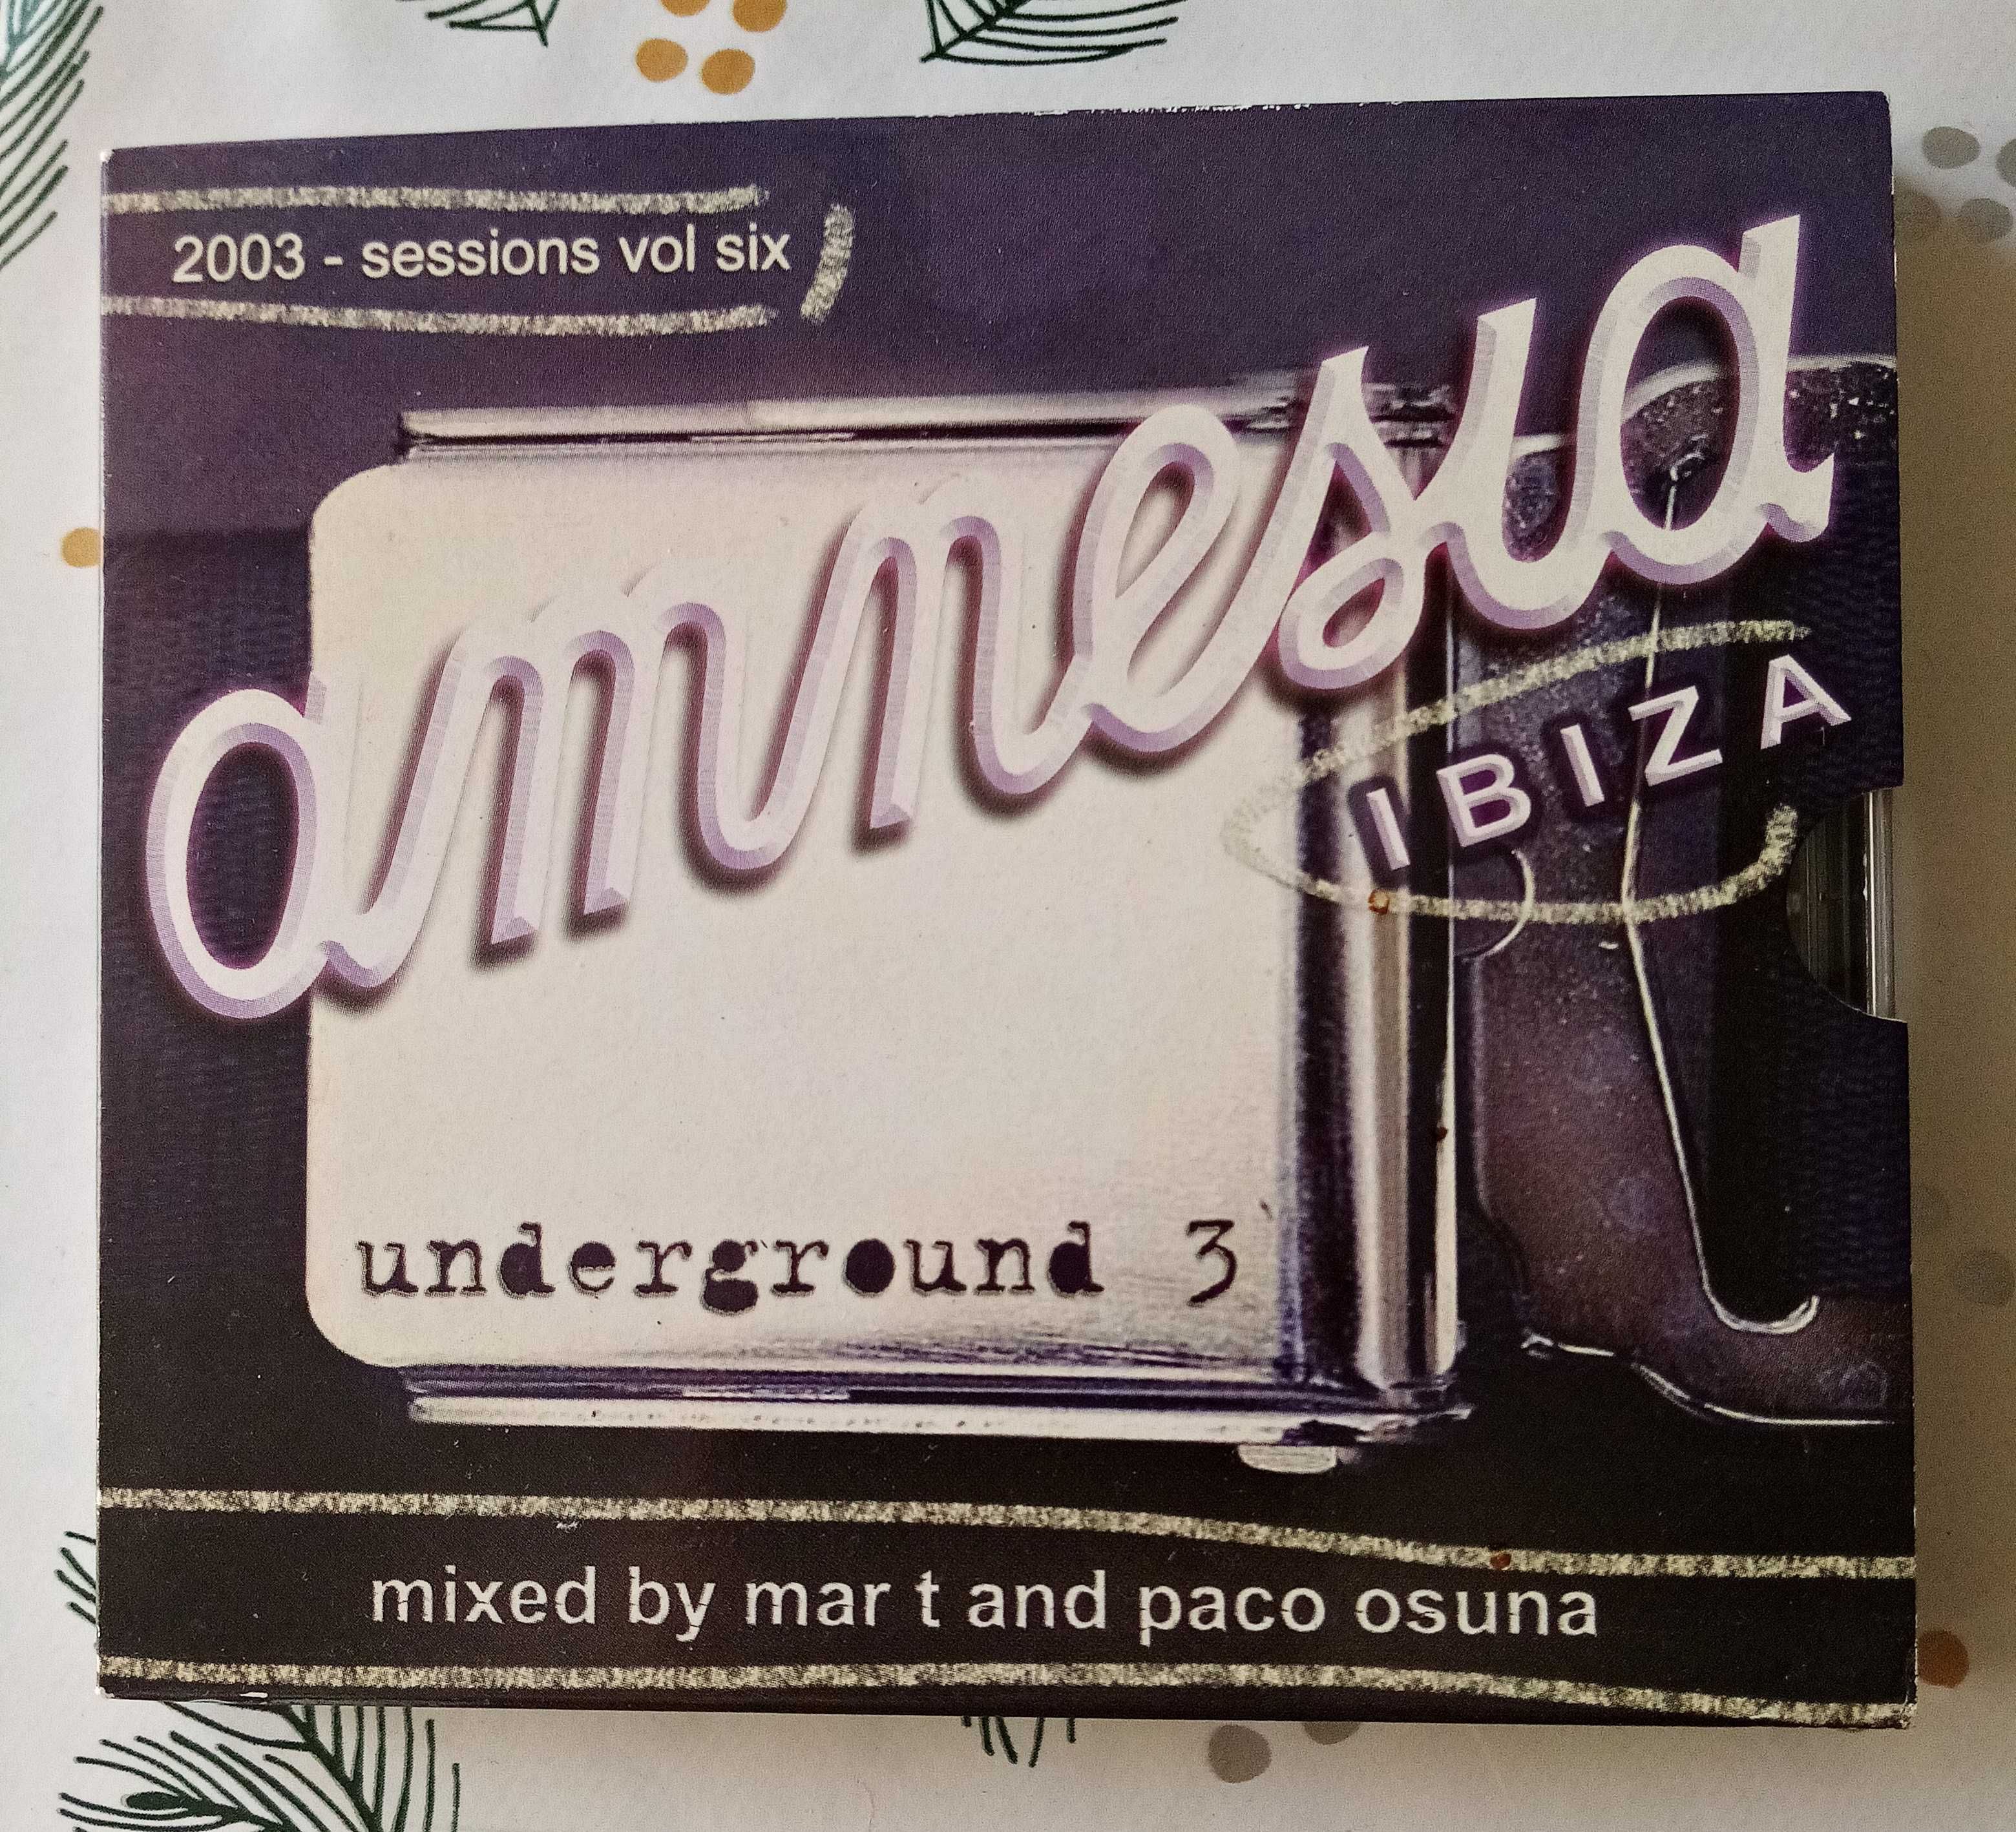 2003 - sessions vol six
amnesia
IBIZA
underground 3
mixed by mar t and paco osuna